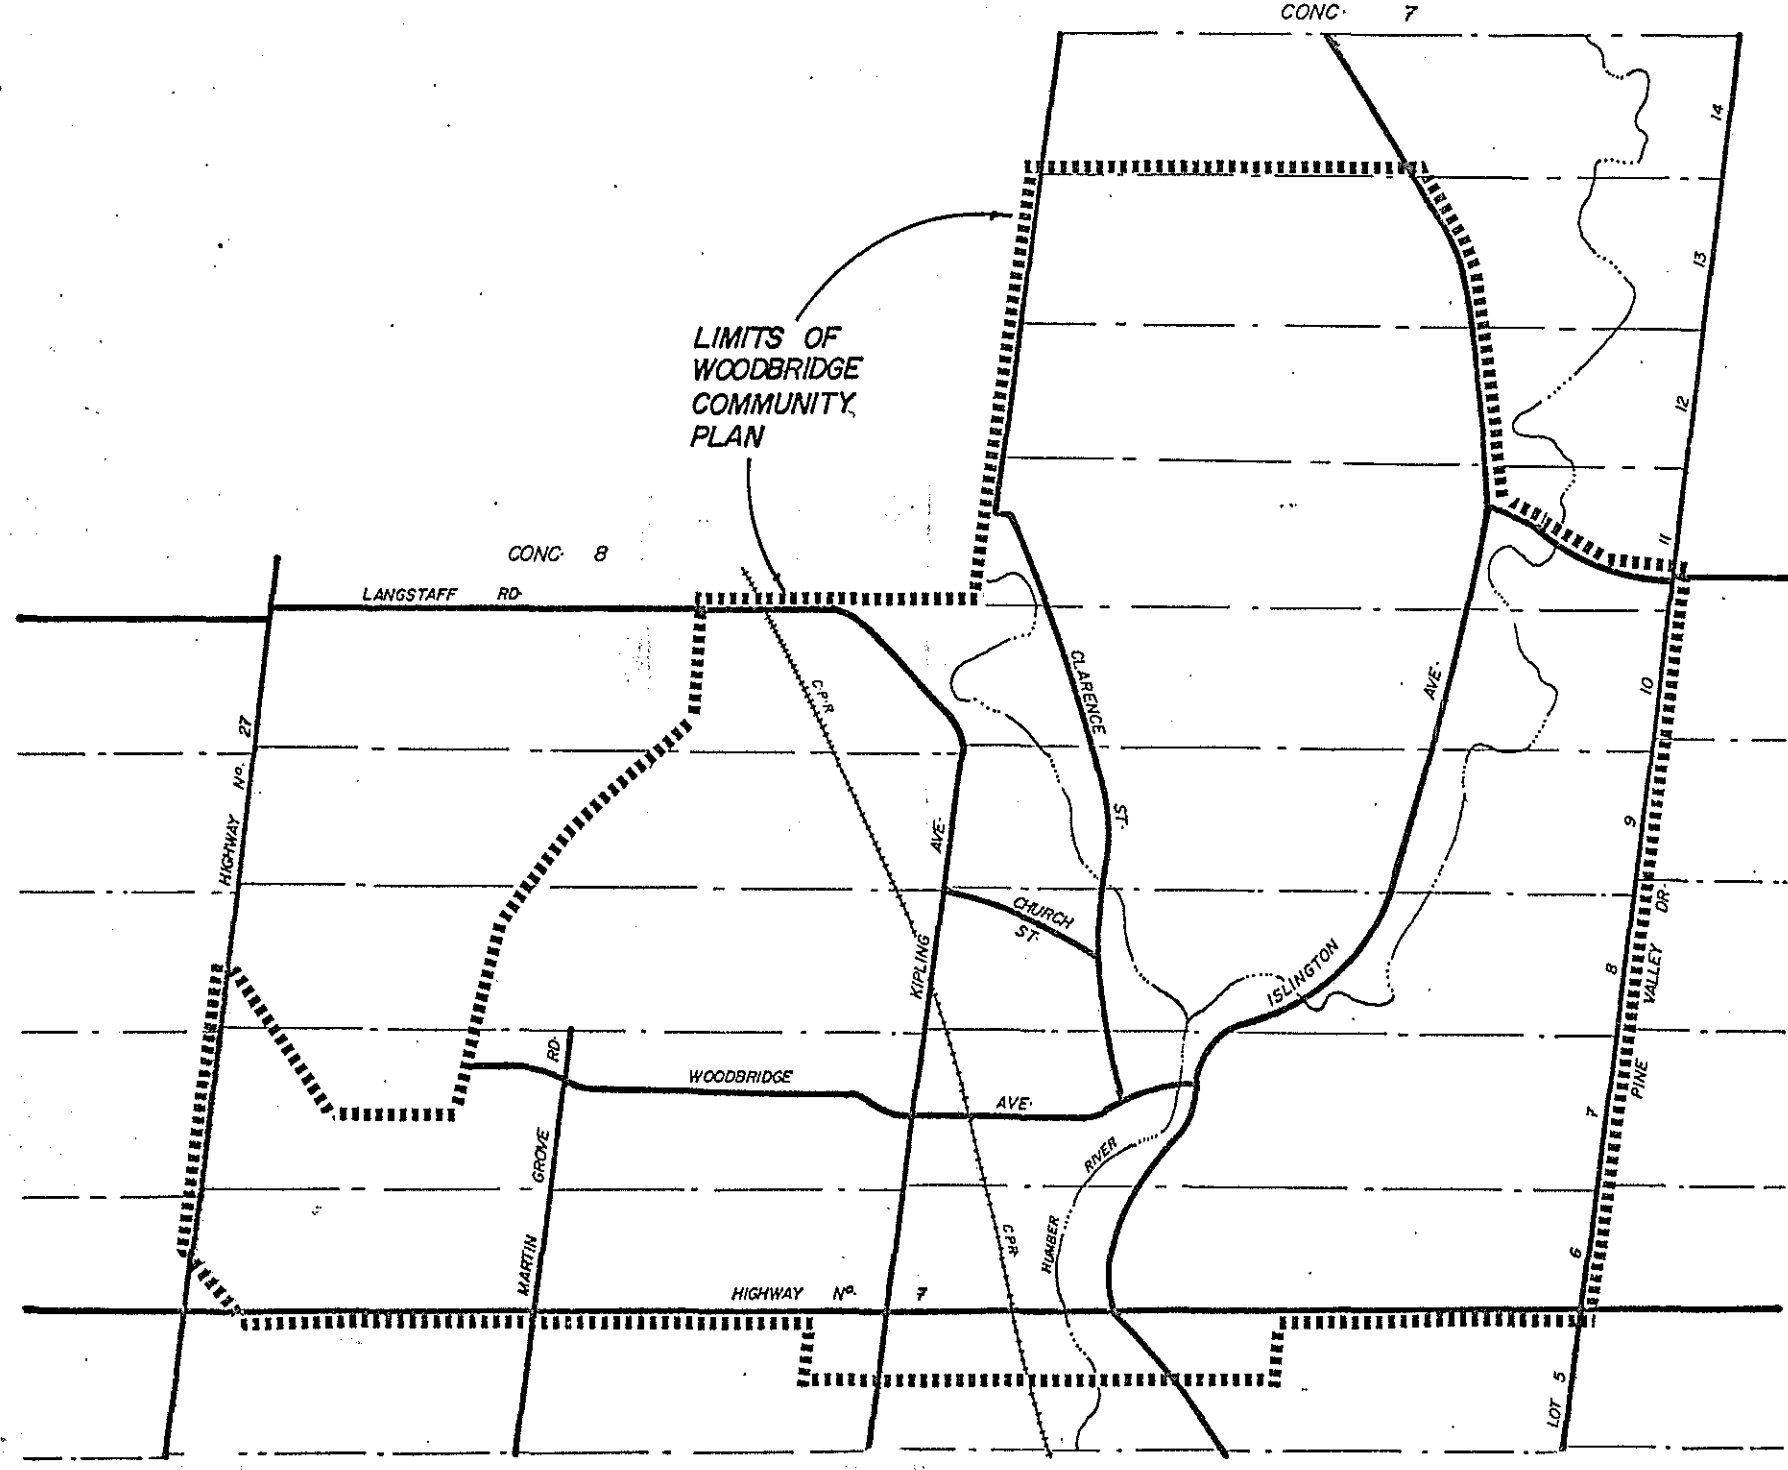 CONC. 7
14
13
LIMITS OF
WOODBRIDGE
COMMUNITY
PLAN
12
11
CONC. 8
LANGSTAFF RD.
CLARENCE ST.
C.P.R
10
HIGHWAY No. 27
9
KIPLING AVE.
CHURCH
ST.
ISLINGTON AVE.
8
PINE VALLEY DR.
WOODBRIDGE AVE.
MARTIN GROVE RD.
7
HUMBER RIVER
C.P.R.
6
HIGHWAY No. 7
LOT 5